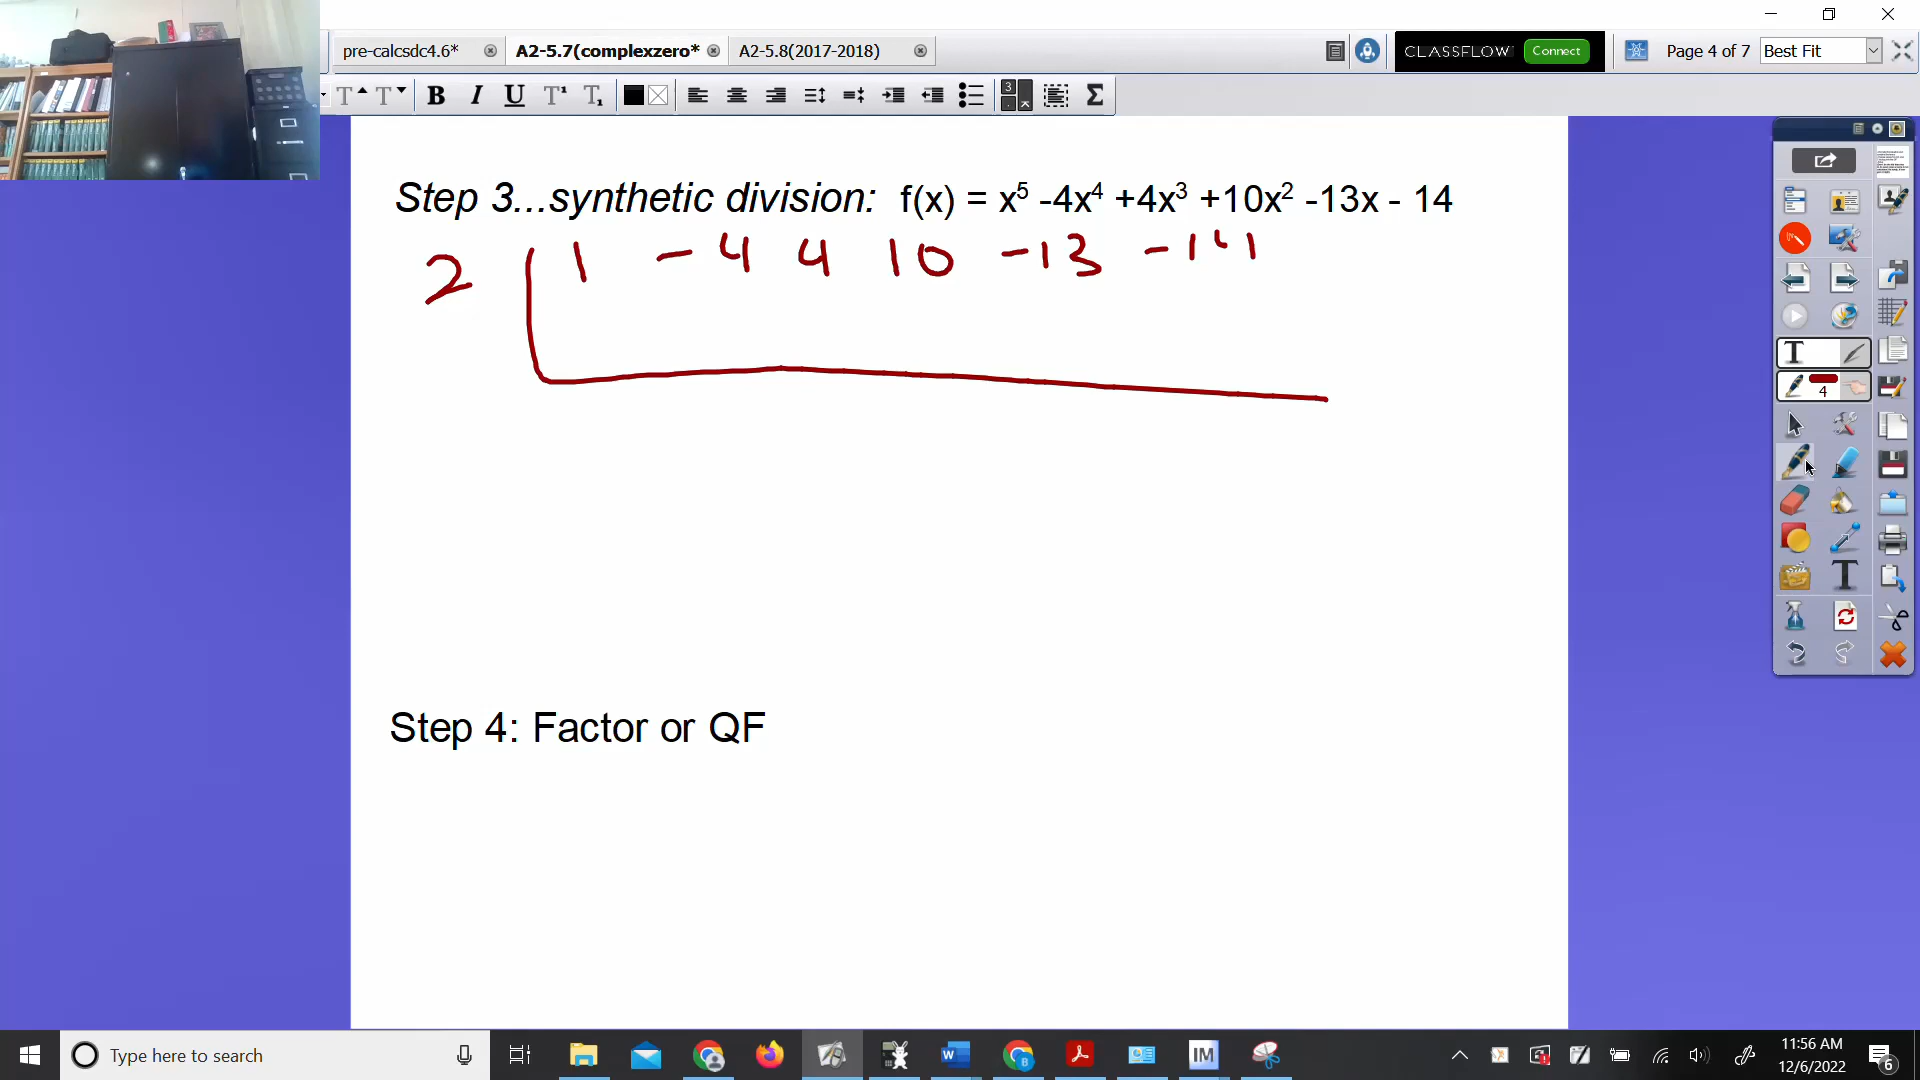 pre-calcsdc4.6*
A2-5.7(complexzero*
A2-5.8(2017-2018)
CLASSFLOW
Connect
Page 4 of 7
Best Fit
Step 3...synthetic division: f(x) = x⁵ -4x⁴ +4x³ +10x² -13x - 14
2 1 -4 4 10 -13 -14
4
Step 4: Factor or QF
Type here to search
11:56 AM
12/6/2022
6